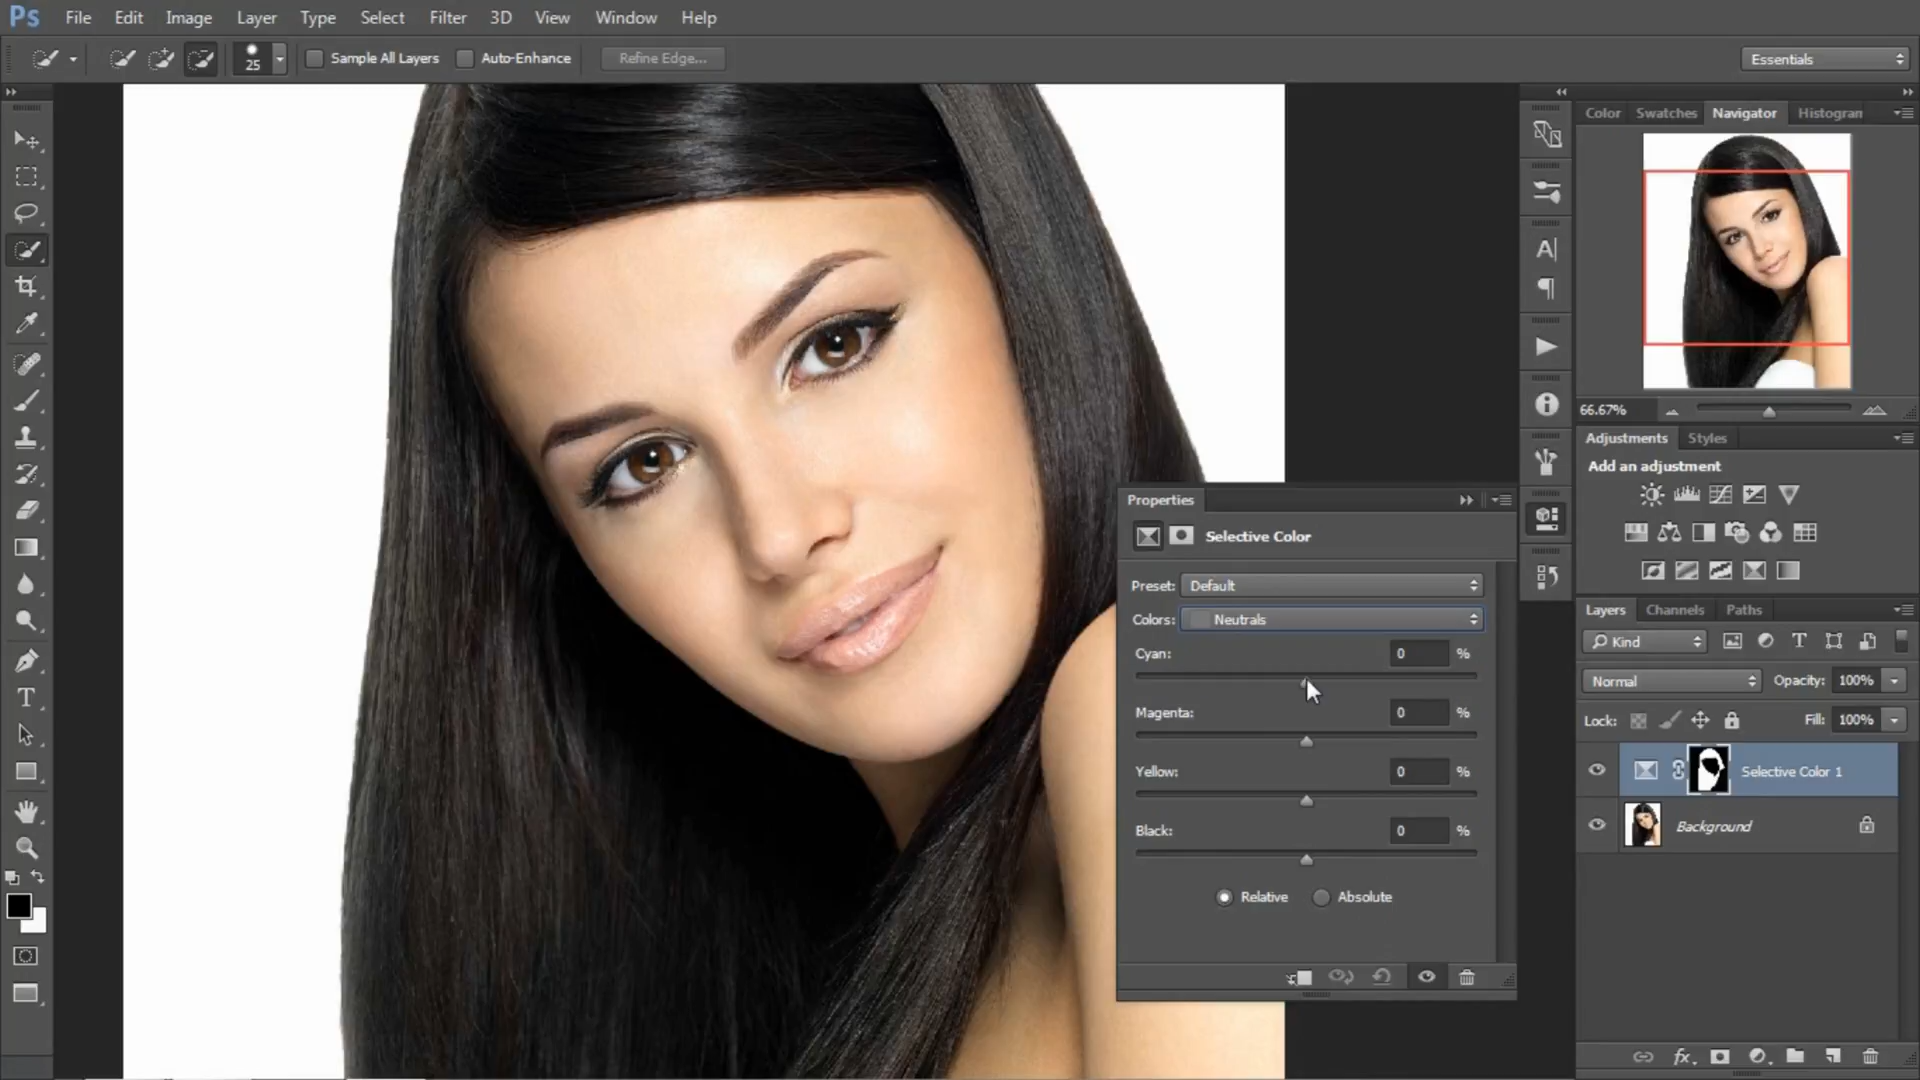 Ps File Edit Image Layer Type Select Filter 3D View Window Help
25 Sample All Layers Auto-Enhance Refine Edge... Essentials
Color Swatches Navigator Histogran
66.67%
Adjustments Styles
Add an adjustment
Properties
Selective Color
Preset: Default
Colors: Neutrals
Cyan: 0 %
Magenta: 0 %
Yellow: 0 %
Black: 0 %
Relative Absolute
Layers Channels Paths
Kind
Normal Opacity: 100%
Lock: Fill: 100%
Selective Color 1
Background
fx